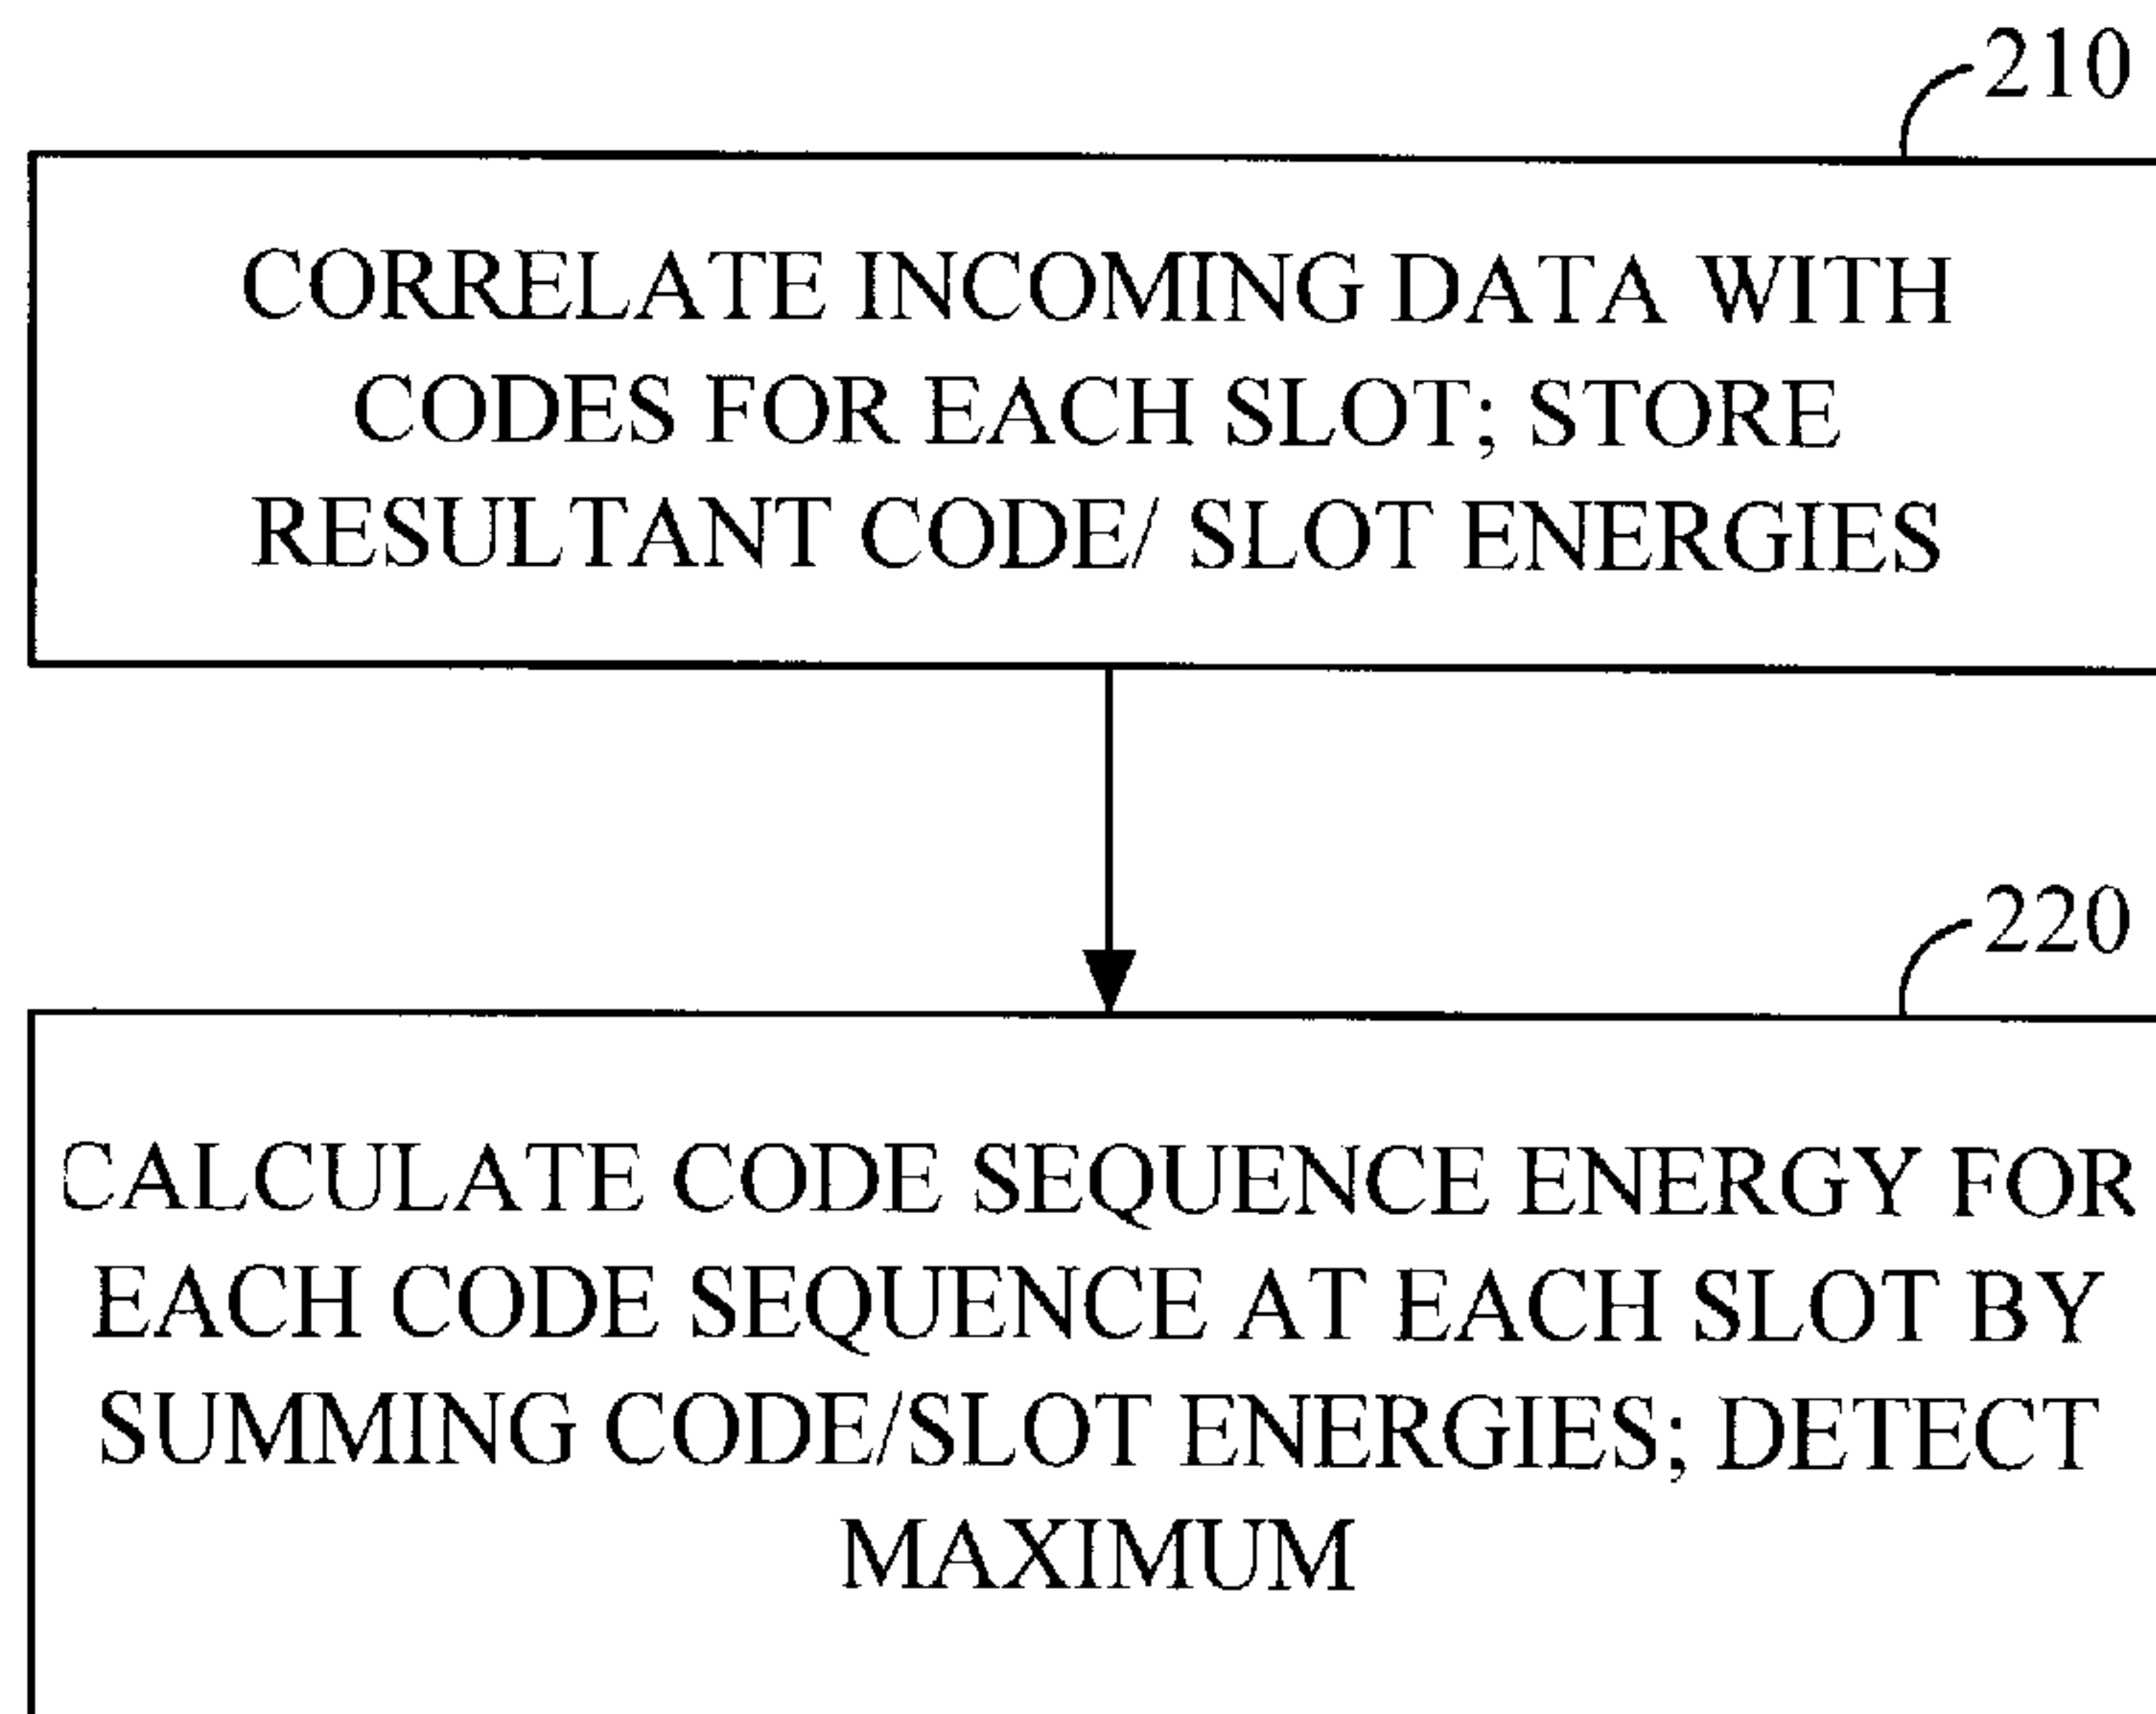 210
CORRELATE INCOMING DATA WITH
CODES FOR EACH SLOT; STORE
RESULTANT CODE/ SLOT ENERGIES
220
CALCULATE CODE SEQUENCE ENERGY FOR
EACH CODE SEQUENCE AT EACH SLOT BY
SUMMING CODE/SLOT ENERGIES; DETECT
MAXIMUM